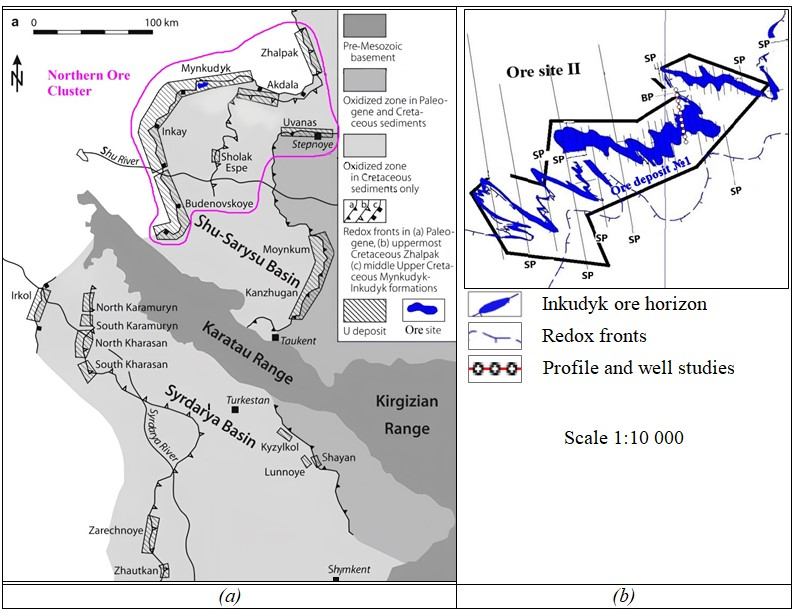 a
0 100 km
N
Northern Ore
Cluster
Zhalpak
Mynkudyk
Akdala
Inkay
Uvanas
Stepnoye
Sholak
Espe
Shu River
Budenovskoye
Shu-Sarysu Basin
Moynkum
Kanzhugan
Irkol
North Karamuryn
South Karamuryn
North Kharasan
South Kharasan
Taukent
Karatau Range
Kirgizian
Range
Turkestan
Syrdarya Basin
Syrdarya River
Kyzylkol
Lunnoye
Shayan
Zarechnoye
Zhautkan
Shymkent
Pre-Mesozoic
basement
Oxidized zone in Paleo-
gene and Creta-
ceous sediments
Oxidized zone
in Cretaceous
sediments only
a b c
Redox fronts in (a) Paleo-
gene, (b) uppermost
Cretaceous Zhalpak
(c) middle Upper Creta-
ceous Mynkudyk-
Inkudyk formations
U deposit
Ore site
(a)
Ore site II
SP
SP
SP
BP
SP
SP
Ore deposit №1
SP
SP
SP
SP
SP
Inkudyk ore horizon
Redox fronts
Profile and well studies
Scale 1:10 000
(b)